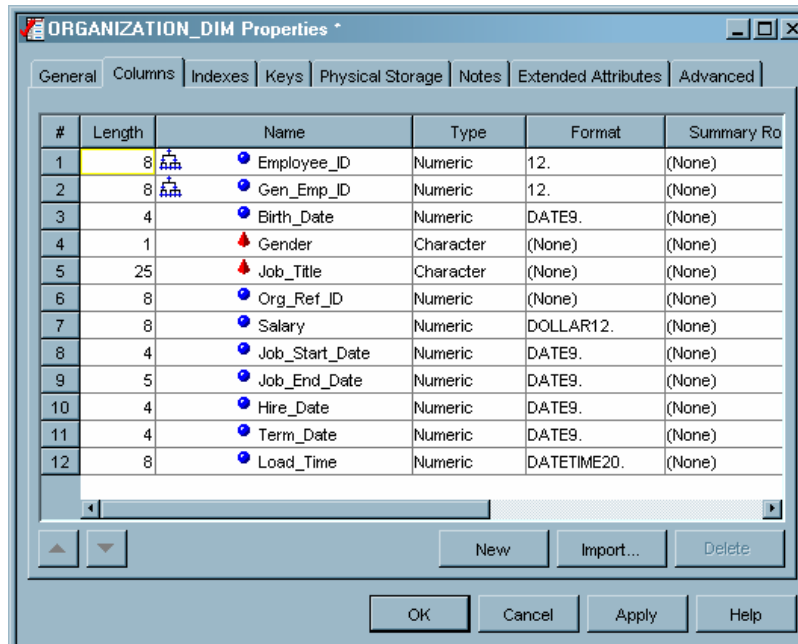 ORGANIZATION_DIM Properties *
General Columns Indexes Keys Physical Storage Notes Extended Attributes Advanced
# Length Name Type Format Summary Ro
1 8 Employee_ID Numeric 12. (None)
2 8 Gen_Emp_ID Numeric 12. (None)
3 4 Birth_Date Numeric DATE9. (None)
4 1 Gender Character (None) (None)
5 25 Job_Title Character (None) (None)
6 8 Org_Ref_ID Numeric (None) (None)
7 8 Salary Numeric DOLLAR12. (None)
8 4 Job_Start_Date Numeric DATE9. (None)
9 5 Job_End_Date Numeric DATE9. (None)
10 4 Hire_Date Numeric DATE9. (None)
11 4 Term_Date Numeric DATE9. (None)
12 8 Load_Time Numeric DATETIME20. (None)
New Import... Delete
OK Cancel Apply Help